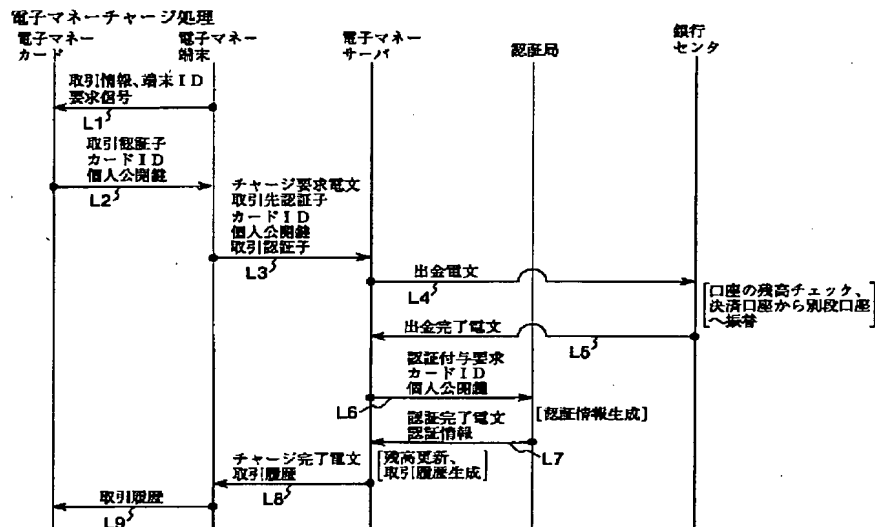 電子マネーチャージ処理
電子マネー
カード
電子マネー
端末
電子マネー
サーバ
認証局
銀行
センタ
取引情報、端末ID
要求信号
L1
取引認証子
カードID
個人公開鍵
L2
チャージ要求電文
取引先認証子
カードID
個人公開鍵
取引認証子
L3
出金電文
L4
[口座の残高チェック、
決済口座から別段口座
へ振替]
出金完了電文
L5
認証付与要求
カードID
個人公開鍵
L6
[認証情報生成]
認証完了電文
認証情報
L7
チャージ完了電文
取引履歴
L8
[残高更新、
取引履歴生成]
取引履歴
L9